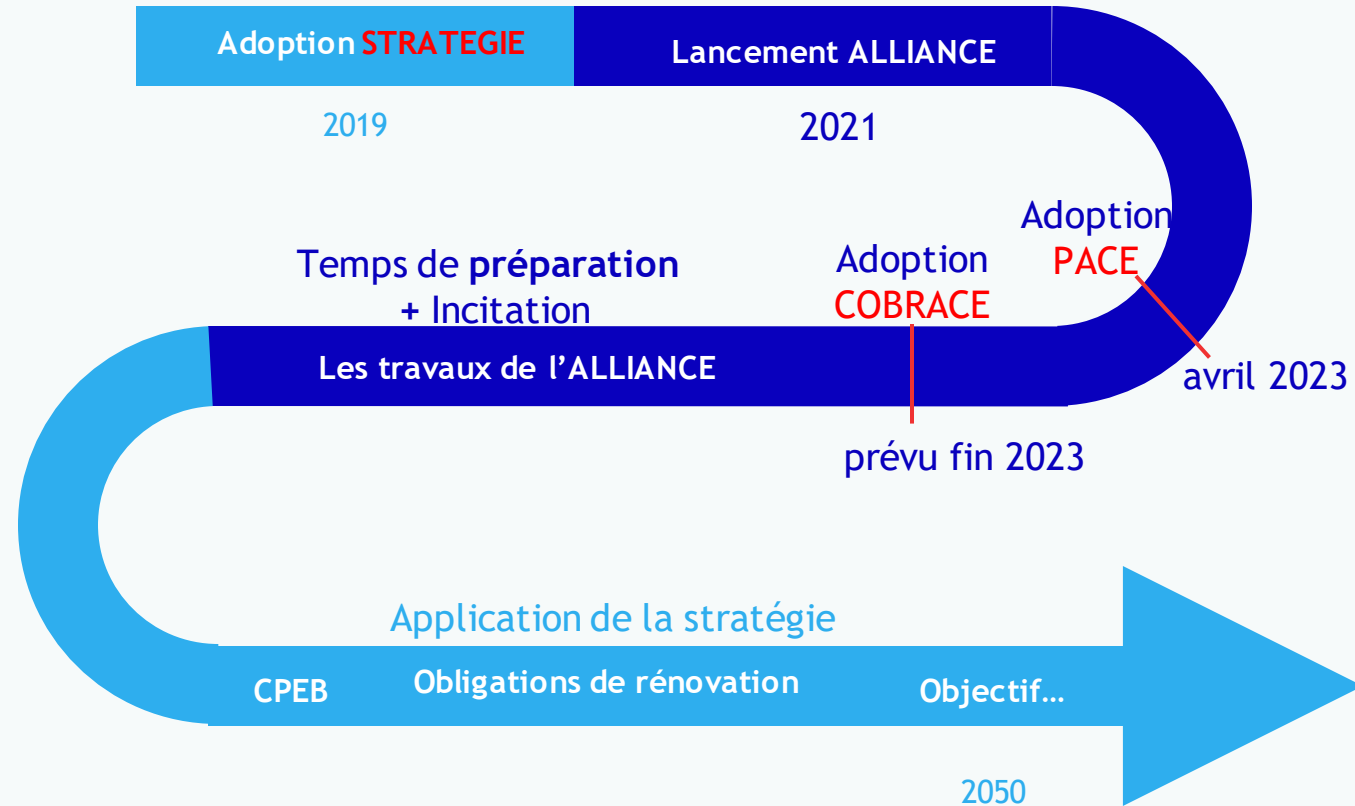 Adoption STRATEGIE
Lancement ALLIANCE
2019
2021
Adoption
PACE
avril 2023
Adoption
COBRACE
prévu fin 2023
Temps de préparation
+ Incitation
Les travaux de l’ALLIANCE
Application de la stratégie
CPEB
Obligations de rénovation
Objectif…
2050